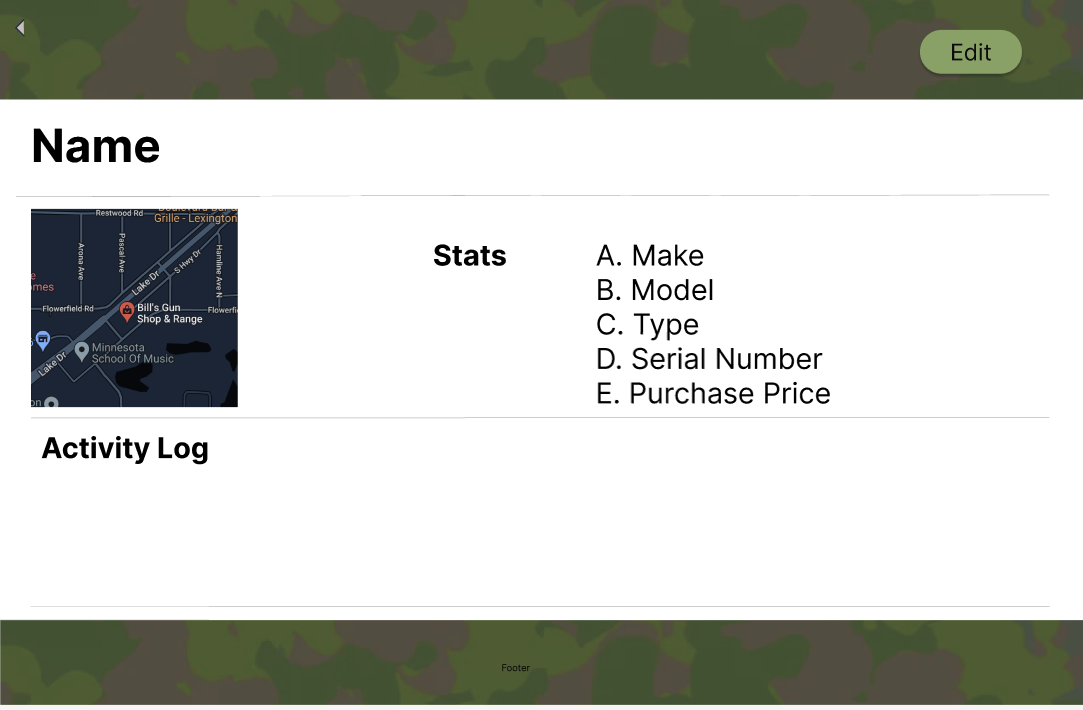 Edit
Name
Restwood Rd
Grille - Lexington
Arona Ave
Pascal Ave
Hamline Ave N
S Hwy Dr
Lake Dr
Flowerfield Rd
Bill's Gun
Shop & Range
Flowerfi
Minnesota
School Of Music
Lake Dr
Stats
A. Make
B. Model
C. Type
D. Serial Number
E. Purchase Price
Activity Log
Footer